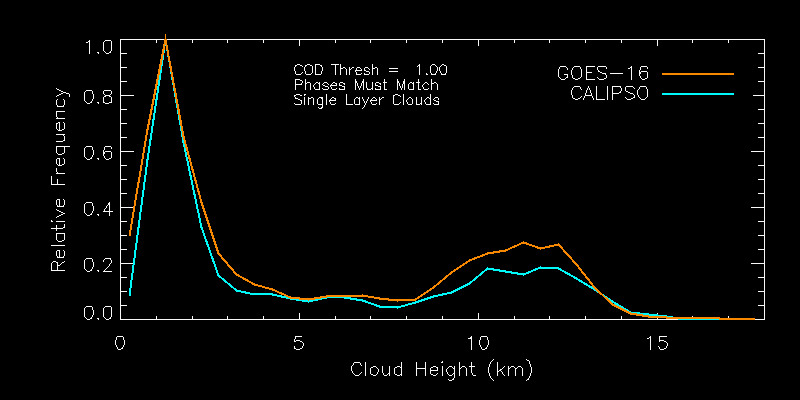 1.0
0.8
0.6
0.4
0.2
0.0
Relative Frequency
COD Thresh = 1.00
Phases Must Match
Single Layer Clouds
GOES-16
CALIPSO
0 5 10 15
Cloud Height (km)